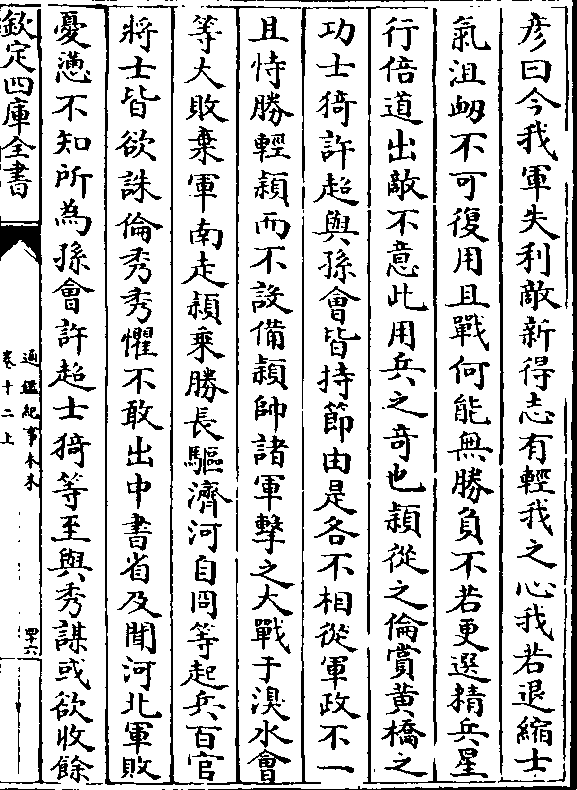 彦曰今我軍失利敵新得志有輕我之心我若退縮士
氣沮衂不可復用且戰何能無勝負不若更選精兵星
行倍道出敵不意此用兵之奇也頴從之倫賞黄橋之
功士猗許超與孫會皆持節由是各不相從軍政不一
且恃勝輕頴而不設備頴帥諸軍擊之大戰于溴水會
等大敗棄軍南走頴乘勝長驅濟河自冏等起兵百官
將士皆欲誅倫秀秀懼不敢出中書省及聞河北軍敗
憂懣不知所為孫會許超士猗等至與秀謀或欲收餘
欽定四庫全書
通鑑紀事本末
卷十二上
四十六